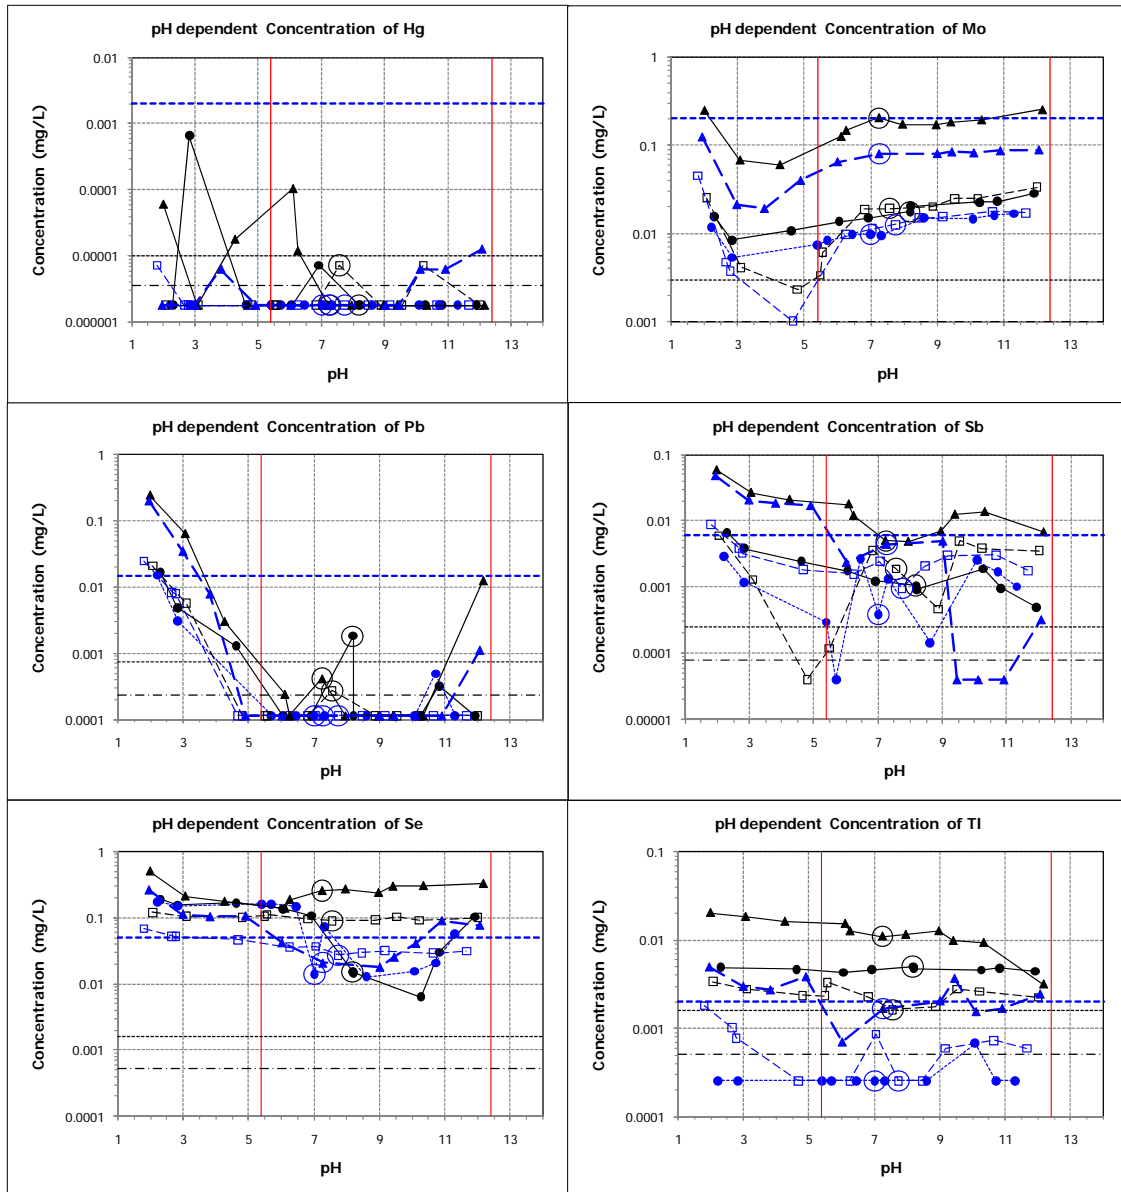 pH dependent Concentration of Hg
Concentration (mg/L)
0.01
0.001
0.0001
0.00001
0.000001
1 3 5 7 9 11 13
pH
pH dependent Concentration of Mo
Concentration (mg/L)
1
0.1
0.01
0.001
1 3 5 7 9 11 13
pH
pH dependent Concentration of Pb
Concentration (mg/L)
1
0.1
0.01
0.001
0.0001
1 3 5 7 9 11 13
pH
pH dependent Concentration of Sb
Concentration (mg/L)
0.1
0.01
0.001
0.0001
0.00001
1 3 5 7 9 11 13
pH
pH dependent Concentration of Se
Concentration (mg/L)
1
0.1
0.01
0.001
0.0001
1 3 5 7 9 11 13
pH
pH dependent Concentration of Tl
Concentration (mg/L)
0.1
0.01
0.001
0.0001
1 3 5 7 9 11 13
pH